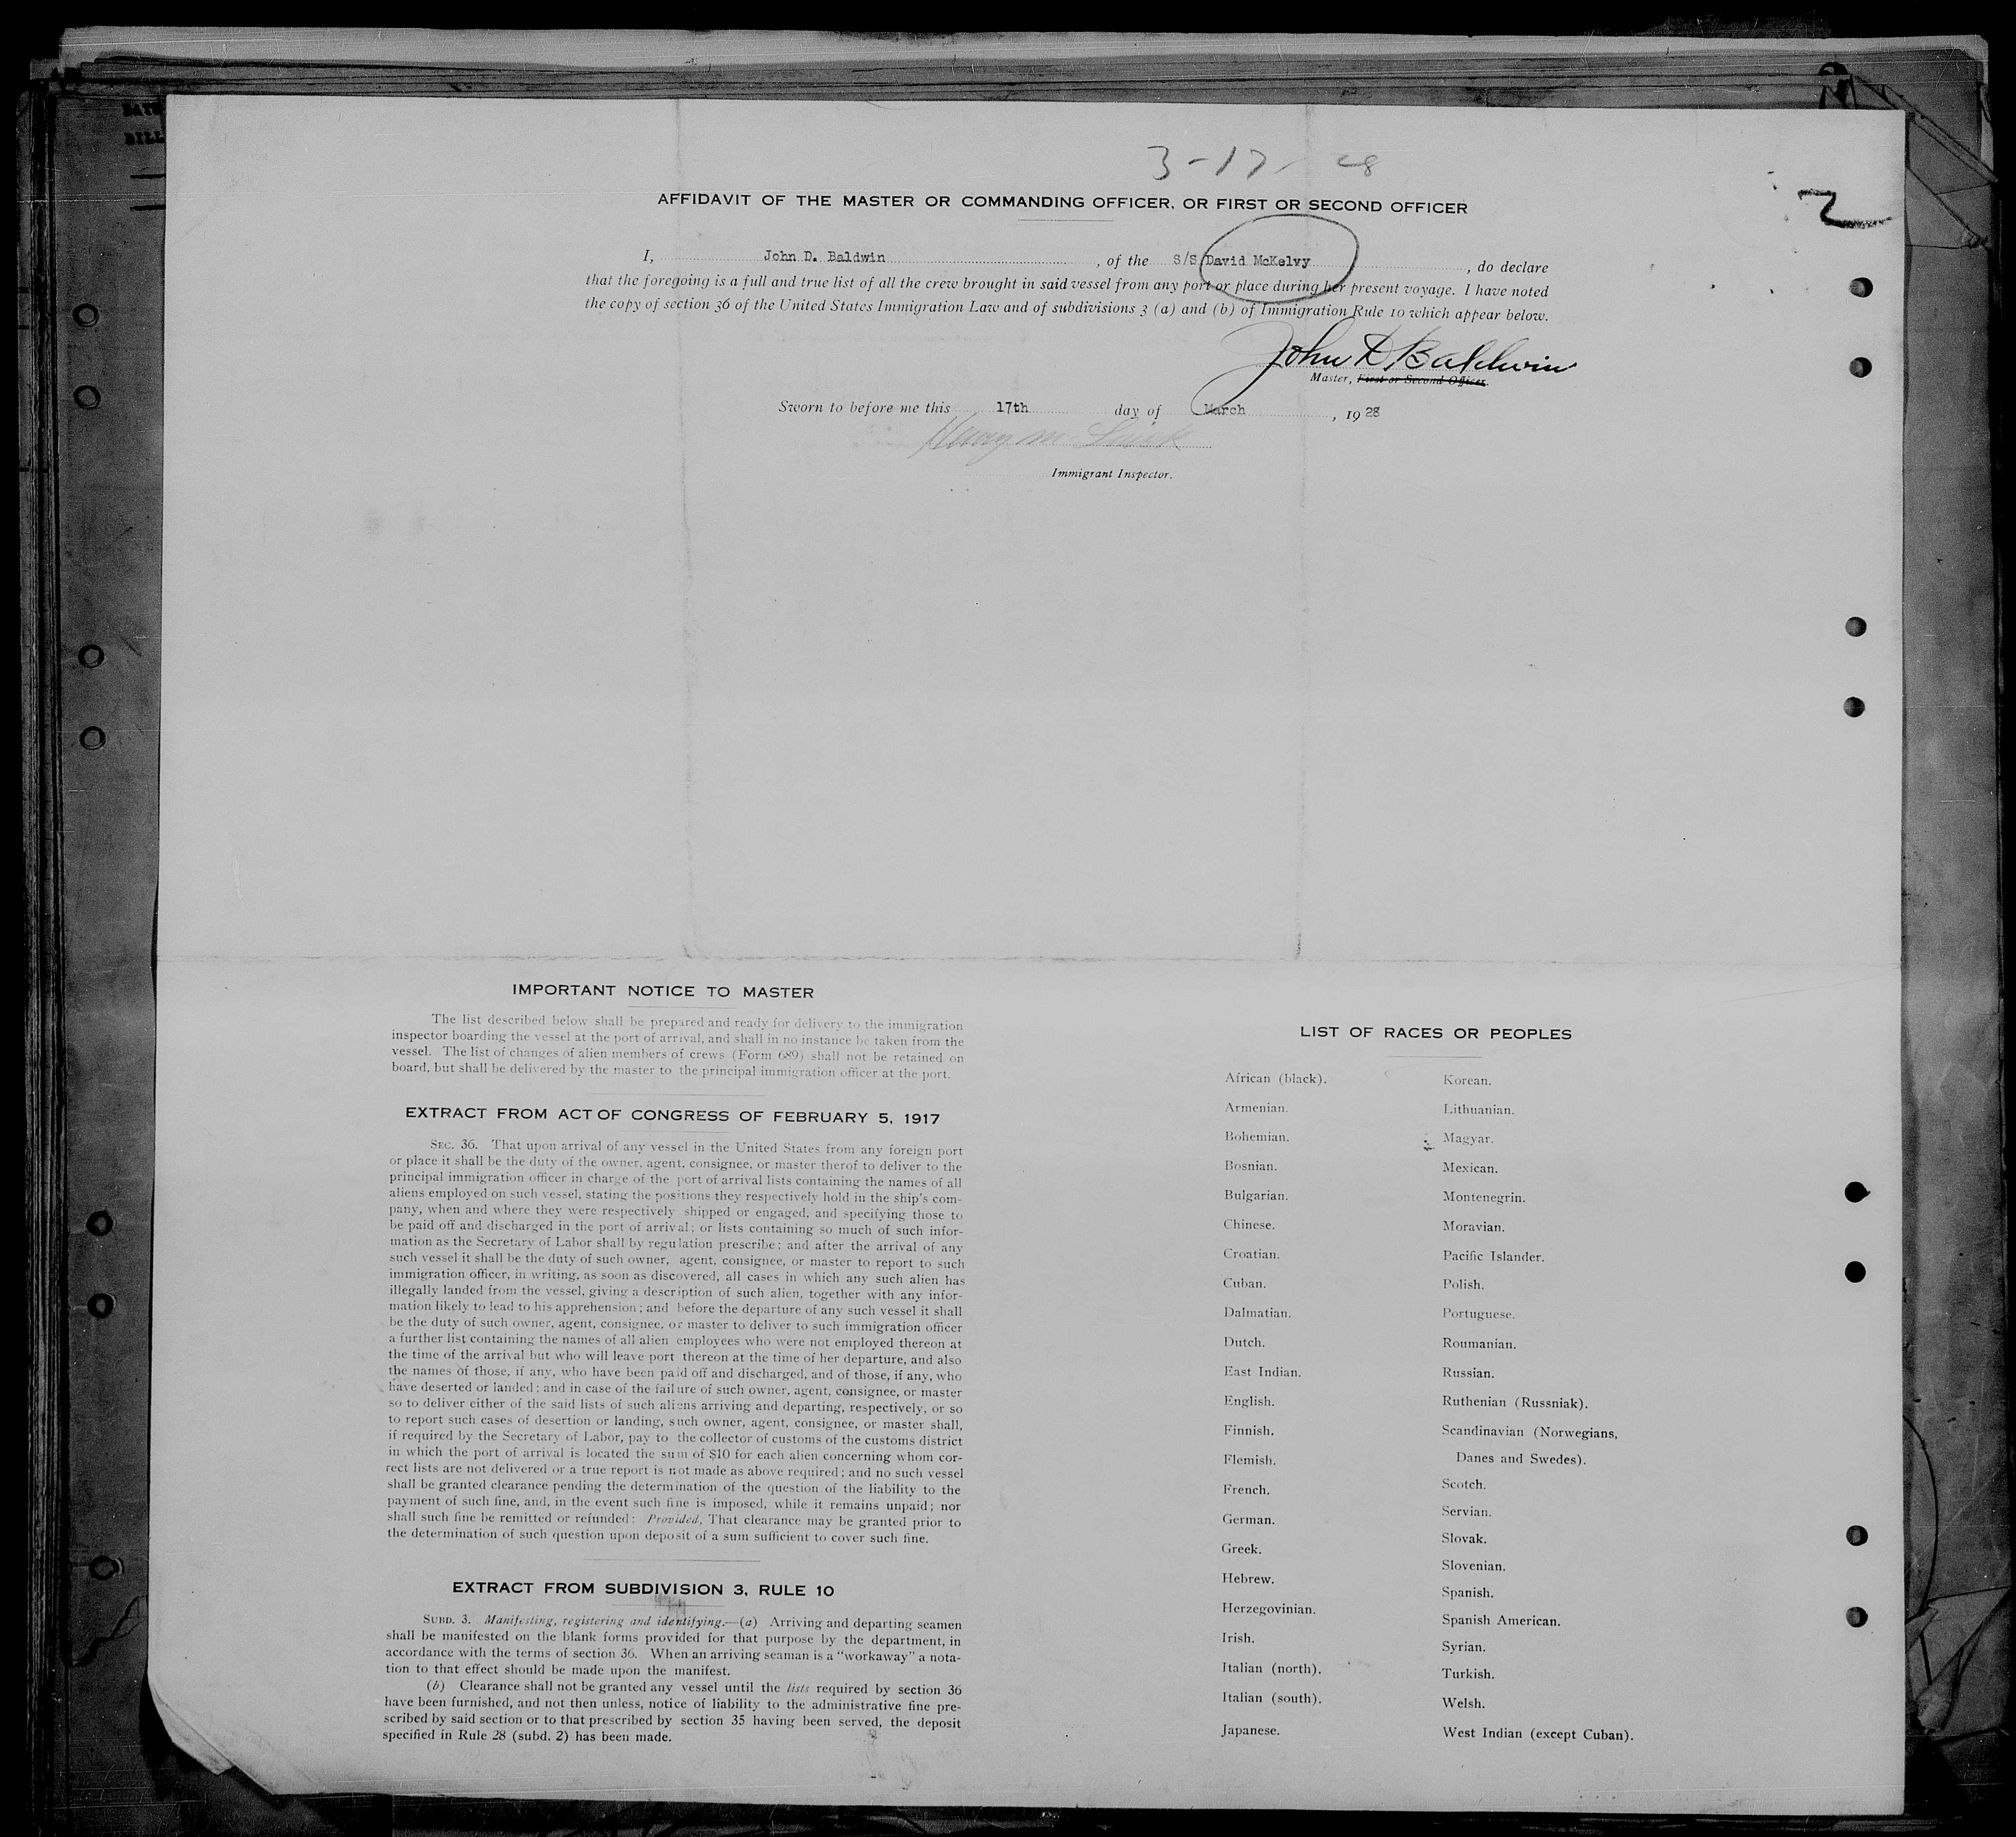 3-17-28
2
AFFIDAVIT OF THE MASTER OR COMMANDING OFFICER, OR FIRST OR SECOND OFFICER
I, John D. Baldwin, of the S/S David McKelvy, do declare
that the foregoing is a full and true list of all the crew brought in said vessel from any port or place during her present voyage. I have noted
the copy of section 36 of the United States Immigration Law and of subdivisions 3 (a) and (b) of Immigration Rule 10 which appear below.
John D Baldwin
Master, First or Second Officer.
Sworn to before me this 17th day of March, 1928
Immigrant Inspector.
IMPORTANT NOTICE TO MASTER
The list described below shall be prepared and ready for delivery to the immigration
inspector boarding the vessel at the port of arrival, and shall in no instance be taken from the
vessel. The list of changes of alien members of crews (Form 689) shall not be retained on
board, but shall be delivered by the master to the principal immigration officer at the port.
EXTRACT FROM ACT OF CONGRESS OF FEBRUARY 5, 1917
SEC. 36. That upon arrival of any vessel in the United States from any foreign port
or place it shall be the duty of the owner, agent, consignee, or master therof to deliver to the
principal immigration officer in charge of the port of arrival lists containing the names of all
aliens employed on such vessel, stating the positions they respectively hold in the ship's com-
pany, when and where they were respectively shipped or engaged, and specifying those to
be paid off and discharged in the port of arrival; or lists containing so much of such infor-
mation as the Secretary of Labor shall by regulation prescribe; and after the arrival of any
such vessel it shall be the duty of such owner, agent, consignee, or master to report to such
immigration officer, in writing, as soon as discovered, all cases in which any such alien has
illegally landed from the vessel, giving a description of such alien, together with any infor-
mation likely to lead to his apprehension; and before the departure of any such vessel it shall
be the duty of such owner, agent, consignee, or master to deliver to such immigration officer
a further list containing the names of all alien employees who were not employed thereon at
the time of the arrival but who will leave port thereon at the time of her departure, and also
the names of those, if any, who have been paid off and discharged, and of those, if any, who
have deserted or landed; and in case of the failure of such owner, agent, consignee, or master
so to deliver either of the said lists of such aliens arriving and departing, respectively, or so
to report such cases of desertion or landing, such owner, agent, consignee, or master shall,
if required by the Secretary of Labor, pay to the collector of customs of the customs district
in which the port of arrival is located the sum of $10 for each alien concerning whom cor-
rect lists are not delivered or a true report is not made as above required; and no such vessel
shall be granted clearance pending the determination of the question of the liability to the
payment of such fine, and, in the event such fine is imposed, while it remains unpaid; nor
shall such fine be remitted or refunded: Provided, That clearance may be granted prior to
the determination of such question upon deposit of a sum sufficient to cover such fine.
EXTRACT FROM SUBDIVISION 3, RULE 10
SUBD. 3. Manifesting, registering and identifying.—(a) Arriving and departing seamen
shall be manifested on the blank forms provided for that purpose by the department, in
accordance with the terms of section 36. When an arriving seaman is a "workaway" a nota-
tion to that effect should be made upon the manifest.
(b) Clearance shall not be granted any vessel until the lists required by section 36
have been furnished, and not then unless, notice of liability to the administrative fine pre-
scribed by said section or to that prescribed by section 35 having been served, the deposit
specified in Rule 28 (subd. 2) has been made.
LIST OF RACES OR PEOPLES
African (black).
Armenian.
Bohemian.
Bosnian.
Bulgarian.
Chinese.
Croatian.
Cuban.
Dalmatian.
Dutch.
East Indian.
English.
Finnish.
Flemish.
French.
German.
Greek.
Hebrew.
Herzegovinian.
Irish.
Italian (north).
Italian (south).
Japanese.
Korean.
Lithuanian.
Magyar.
Mexican.
Montenegrin.
Moravian.
Pacific Islander.
Polish.
Portuguese.
Roumanian.
Russian.
Ruthenian (Russniak).
Scandinavian (Norwegians,
Danes and Swedes).
Scotch.
Servian.
Slovak.
Slovenian.
Spanish.
Spanish American.
Syrian.
Turkish.
Welsh.
West Indian (except Cuban).